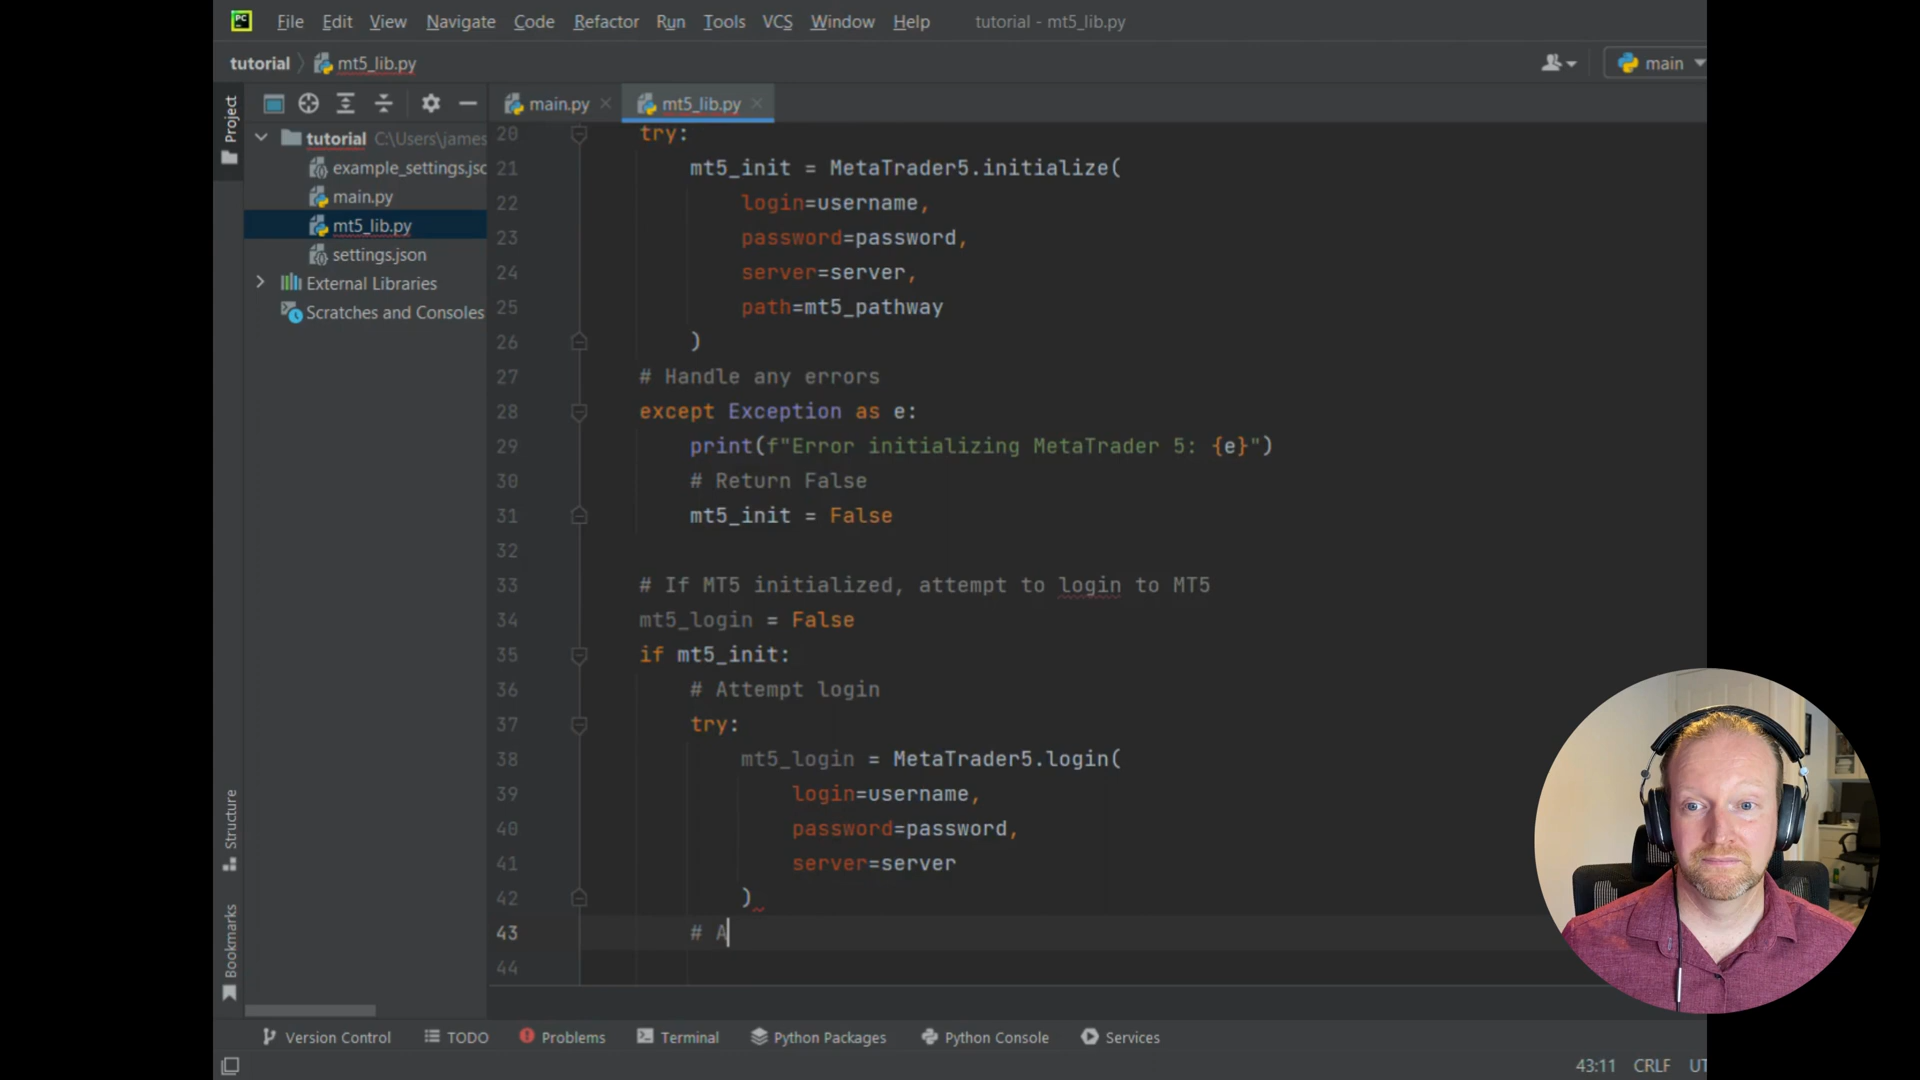 PC File Edit View Navigate Code Refactor Run Tools VCS Window Help tutorial - mt5_lib.py
tutorial mt5_lib.py main
main.py mt5_lib.py
Project
tutorial C:\Users\james
example_settings.jsc
main.py
mt5_lib.py
settings.json
External Libraries
Scratches and Consoles
20 try:
21 mt5_init = MetaTrader5.initialize(
22 login=username,
23 password=password,
24 server=server,
25 path=mt5_pathway
26 )
27 # Handle any errors
28 except Exception as e:
29 print(f"Error initializing MetaTrader 5: {e}")
30 # Return False
31 mt5_init = False
32
33 # If MT5 initialized, attempt to login to MT5
34 mt5_login = False
35 if mt5_init:
36 # Attempt login
37 try:
38 mt5_login = MetaTrader5.login(
39 login=username,
40 password=password,
41 server=server
42 )
43 # A
44
Structure
Bookmarks
Version Control TODO Problems Terminal Python Packages Python Console Services
43:11 CRLF UT